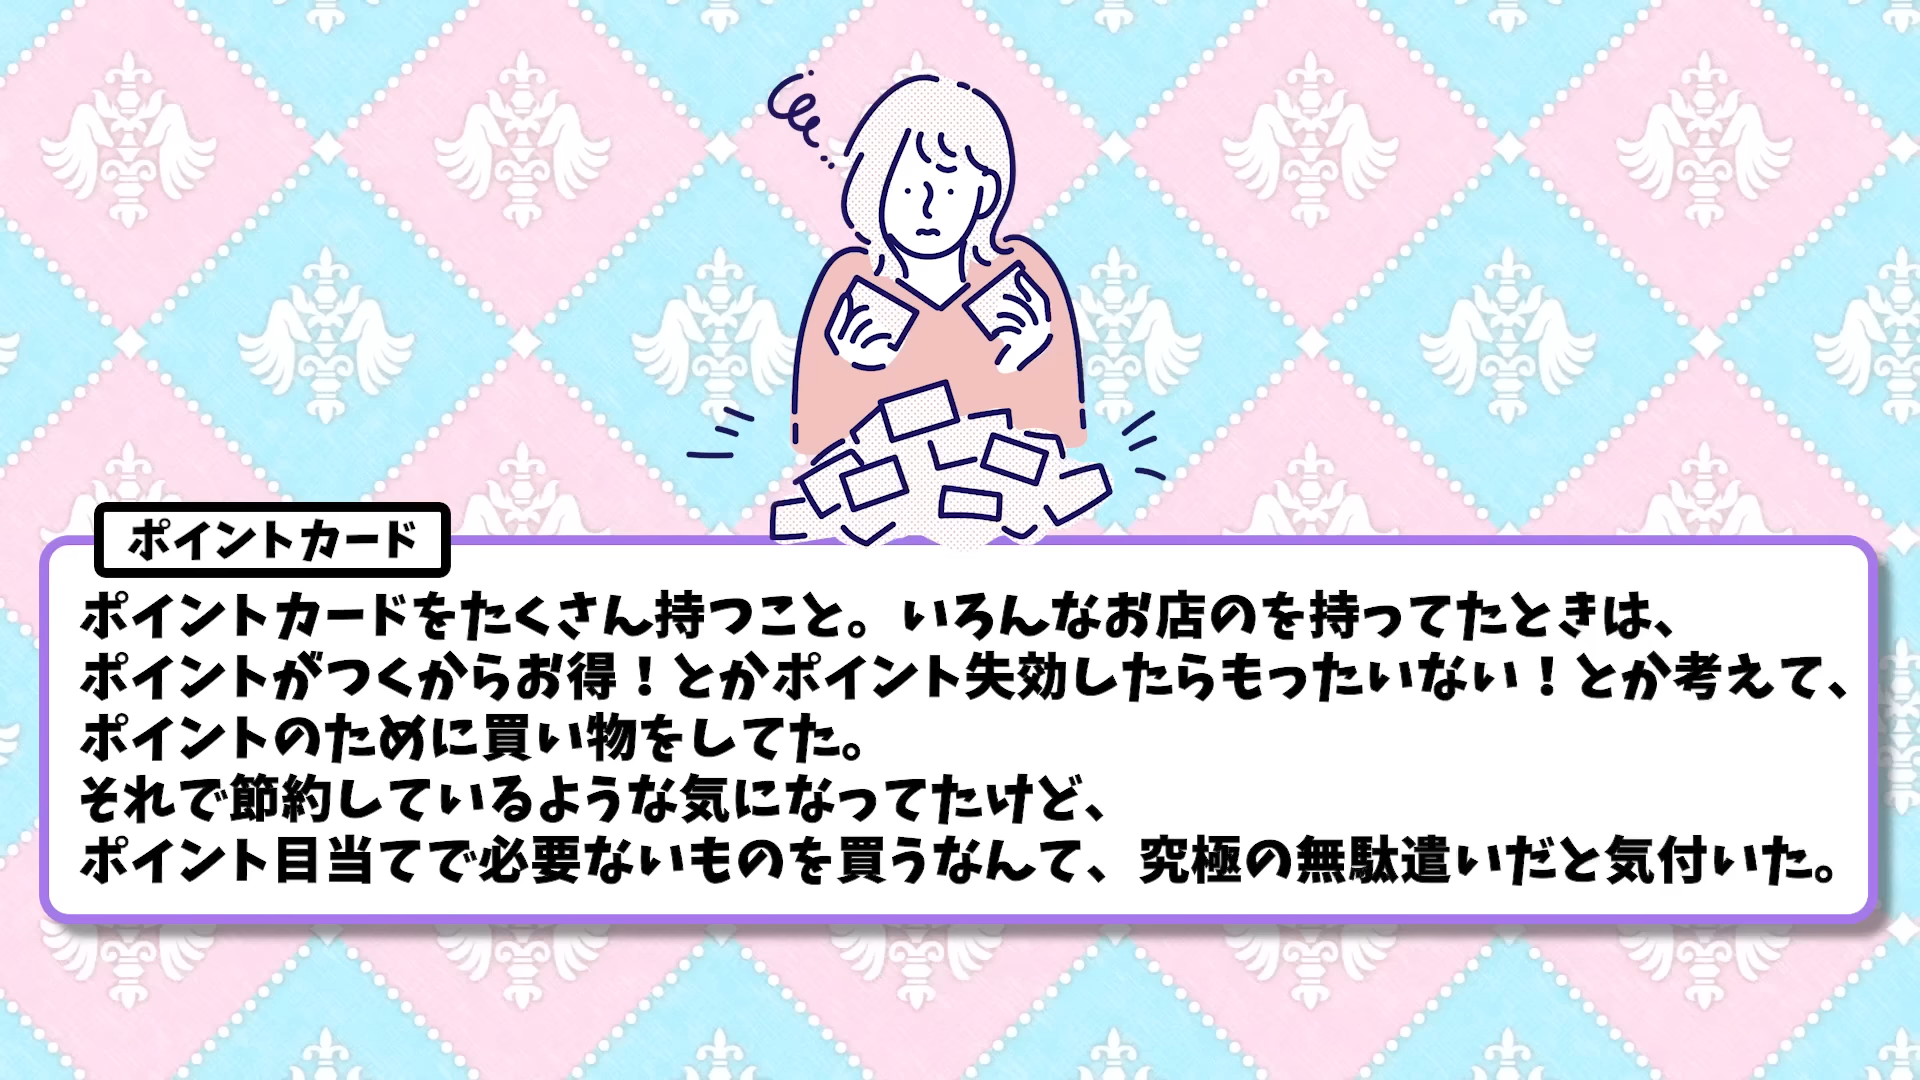 ポイントカード
ポイントカードをたくさん持つこと。いろんなお店のを持ってたときは、
ポイントがつくからお得！とかポイント失効したらもったいない！とか考えて、
ポイントのために買い物をしてた。
それで節約しているような気になってたけど、
ポイント目当てで必要ないものを買うなんて、究極の無駄遣いだと気付いた。